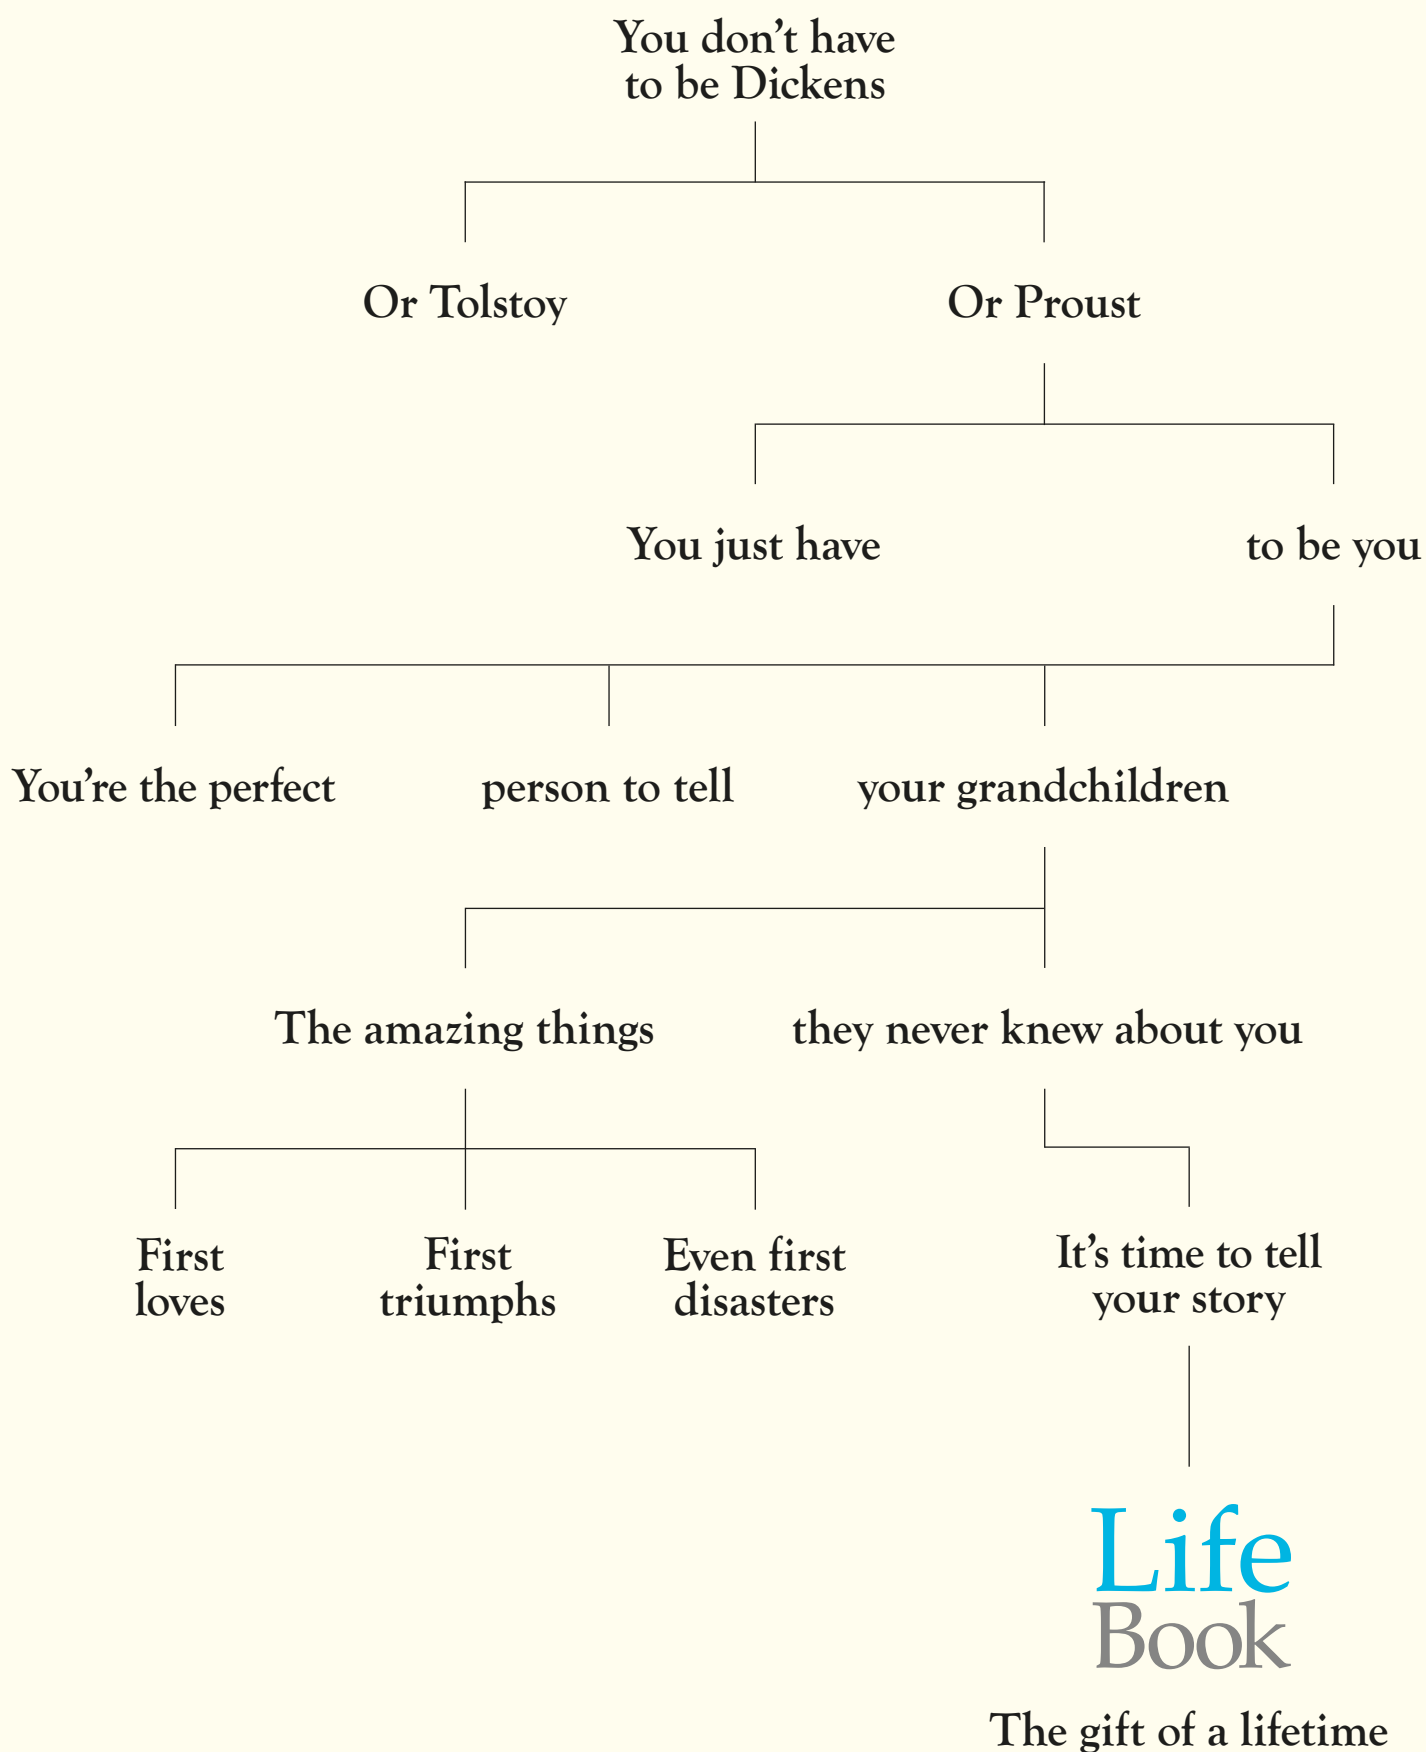 You don’t have
to be Dickens
Or Tolstoy
Or Proust
You just have
to be you
You’re the perfect
person to tell
your grandchildren
The amazing things
they never knew about you
First
loves
First
triumphs
Even first
disasters
It’s time to tell
your story
Life
Book
The gift of a lifetime